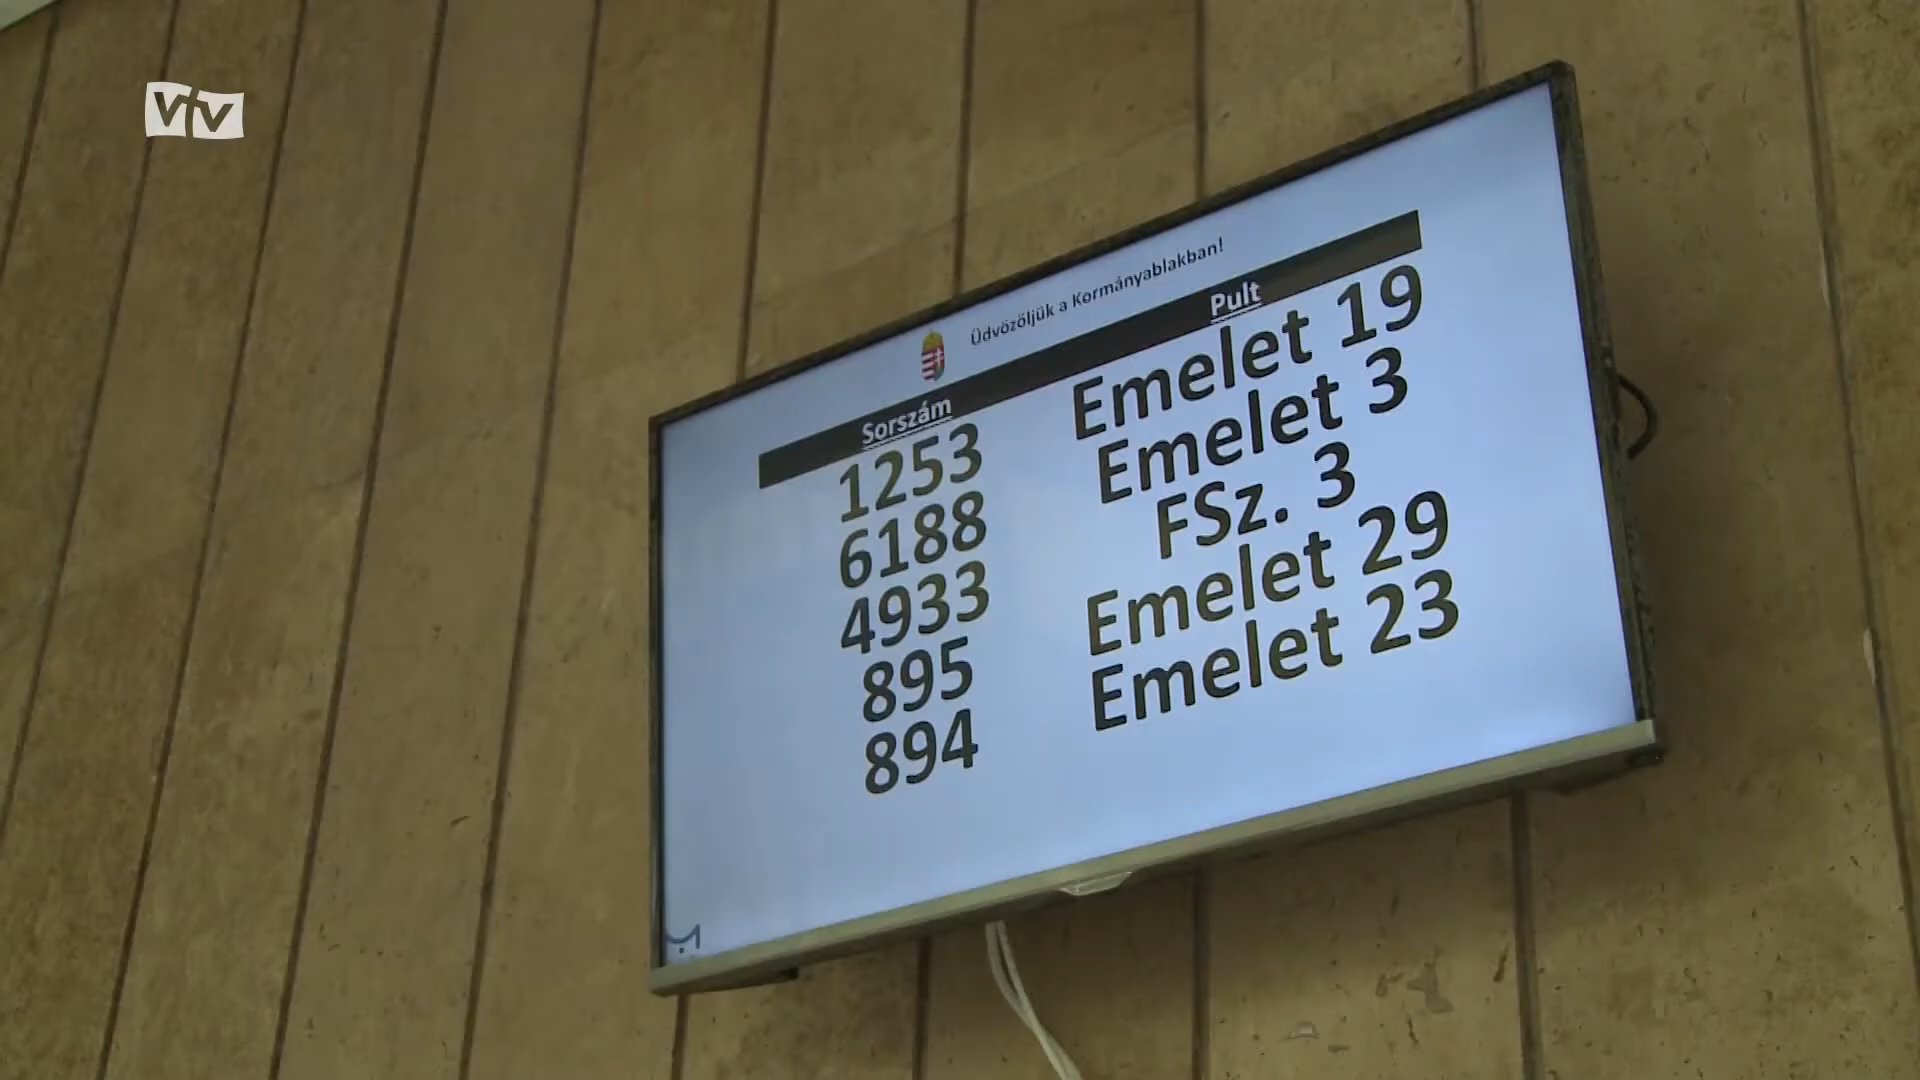 VTV
Üdvözöljük a Kormányablakban!
Sorszám Pult
1253 Emelet 19
6188 Emelet 3
4933 FSz. 3
895 Emelet 29
894 Emelet 23